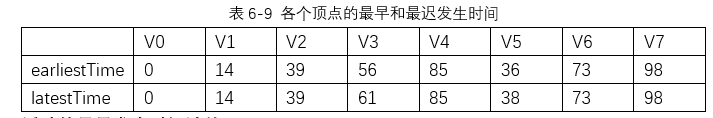 表 6-9 各个顶点的最早和最迟发生时间
V0 V1 V2 V3 V4 V5 V6 V7
earliestTime 0 14 39 56 85 36 73 98
latestTime 0 14 39 61 85 38 73 98